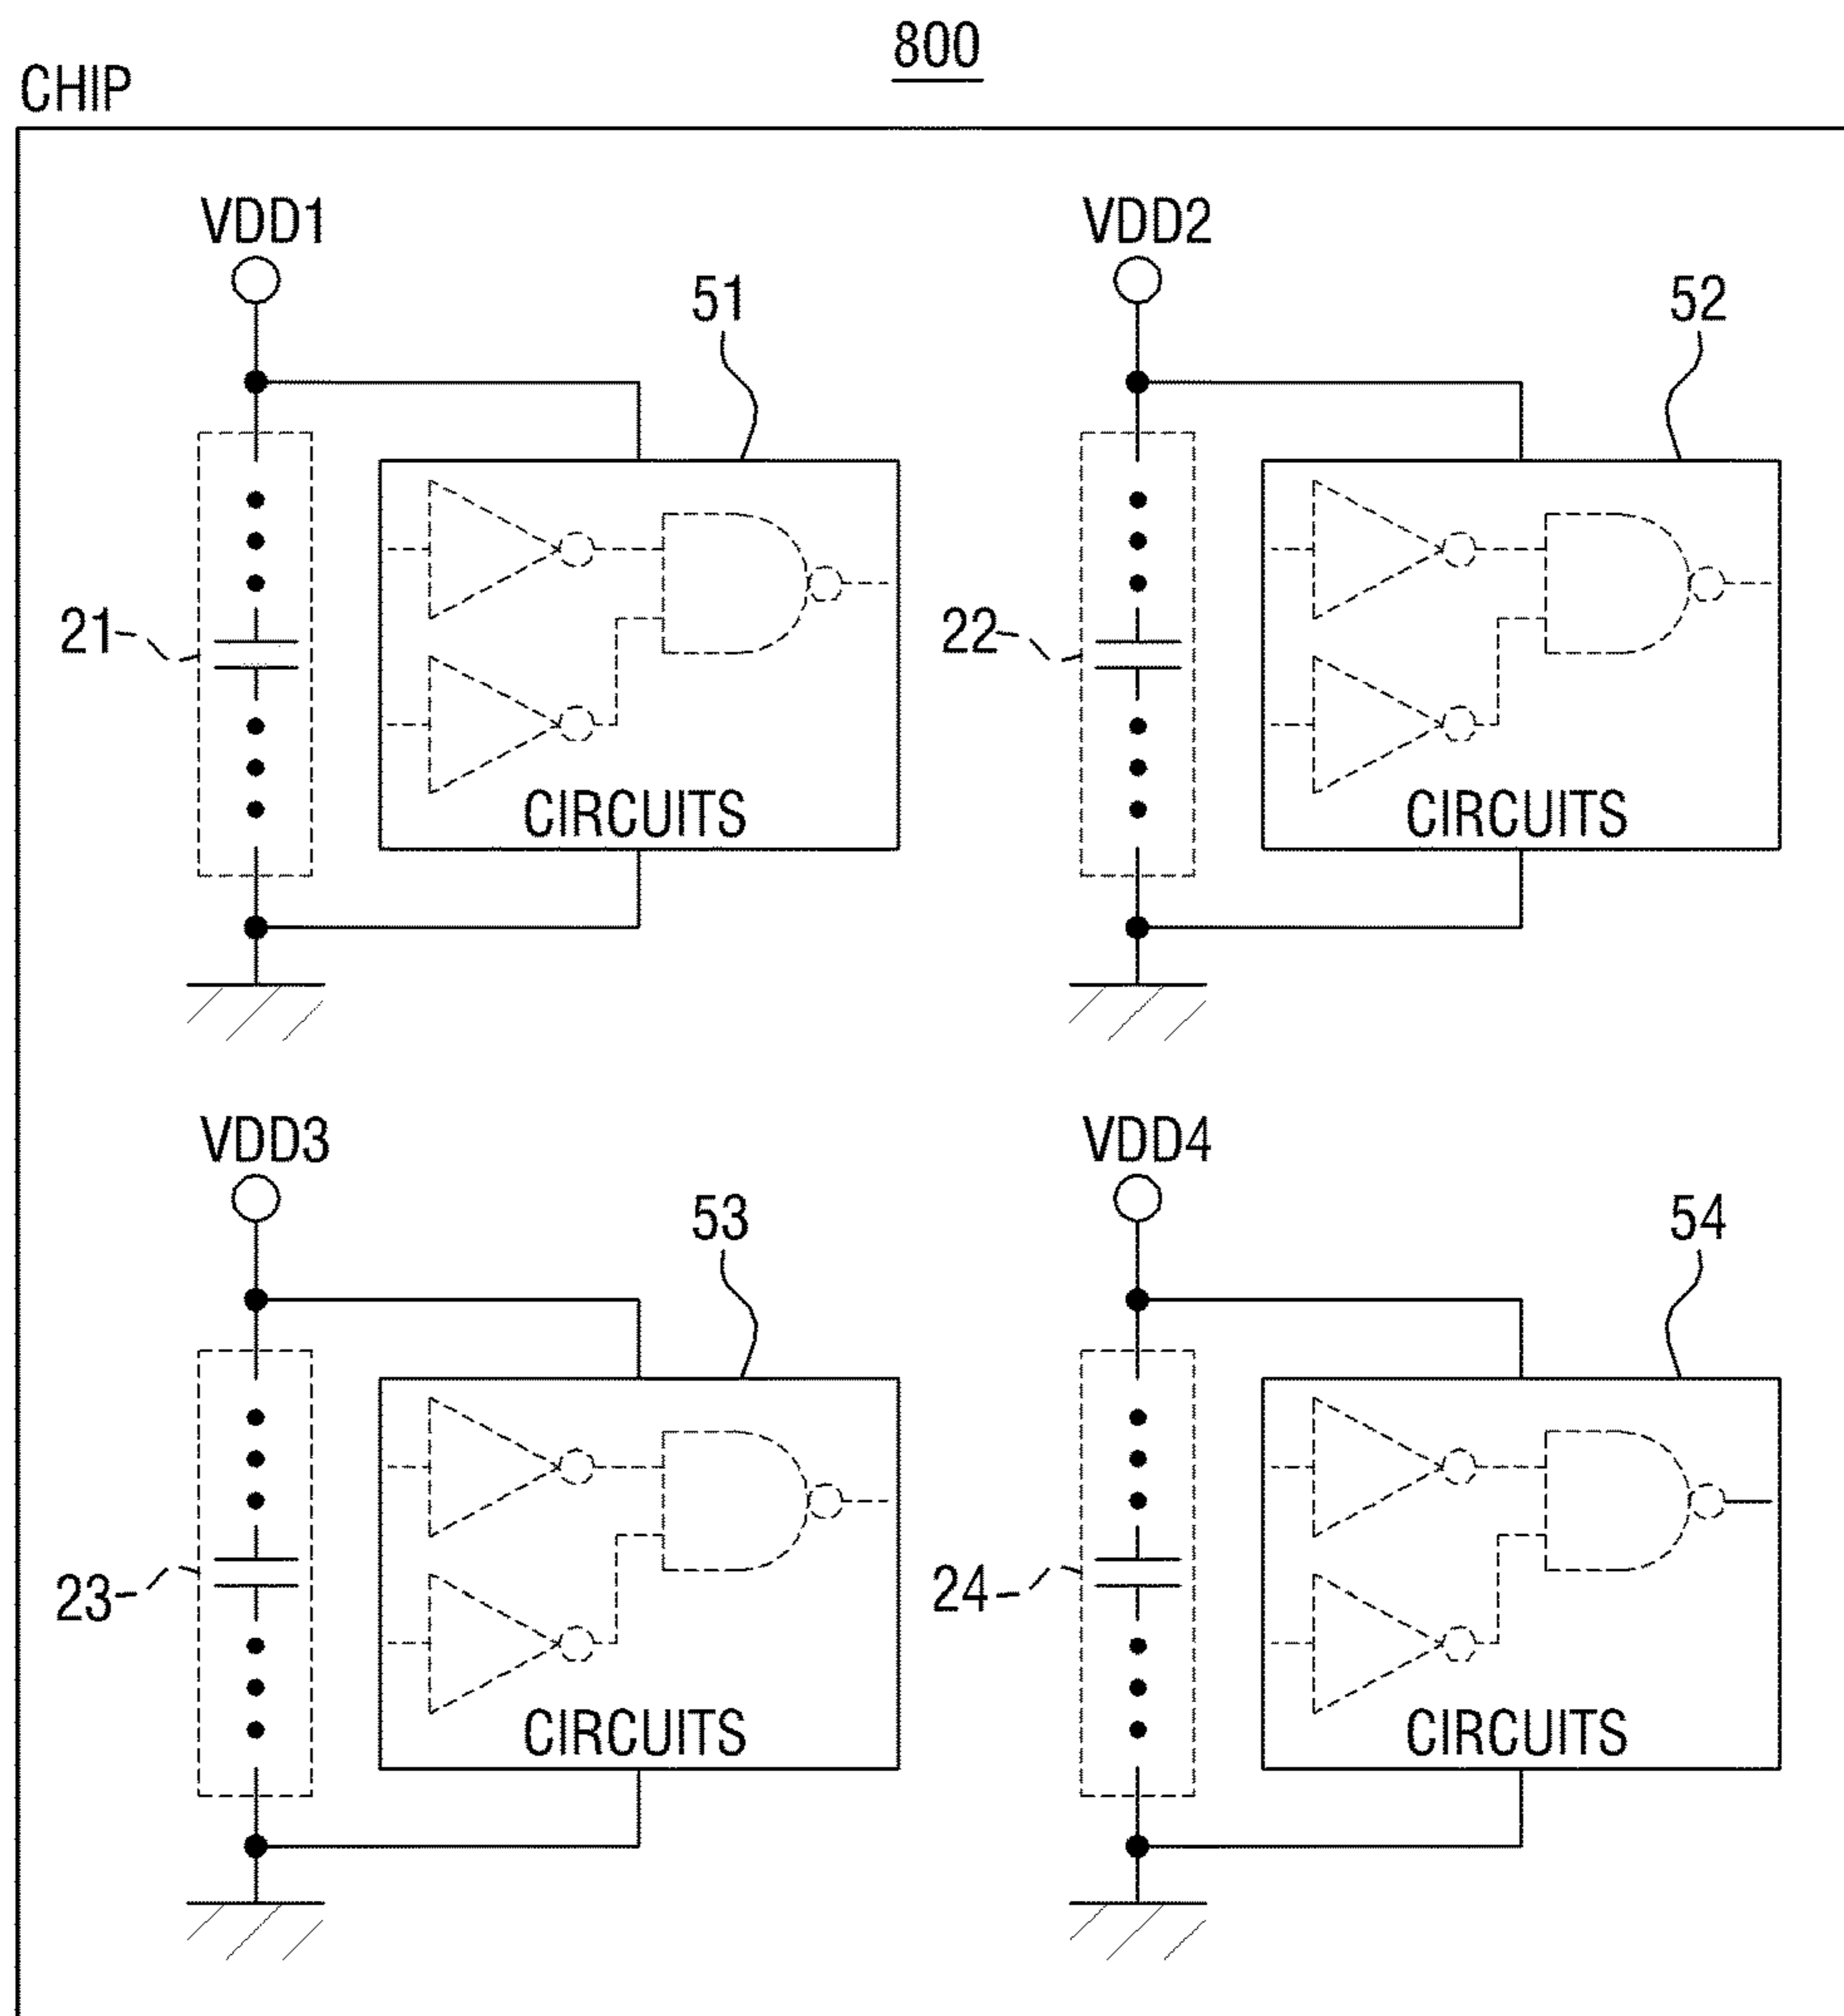 800
CHIP
VDD1
VDD2
51
52
21
22
CIRCUITS
CIRCUITS
VDD3
VDD4
53
54
23
24
CIRCUITS
CIRCUITS